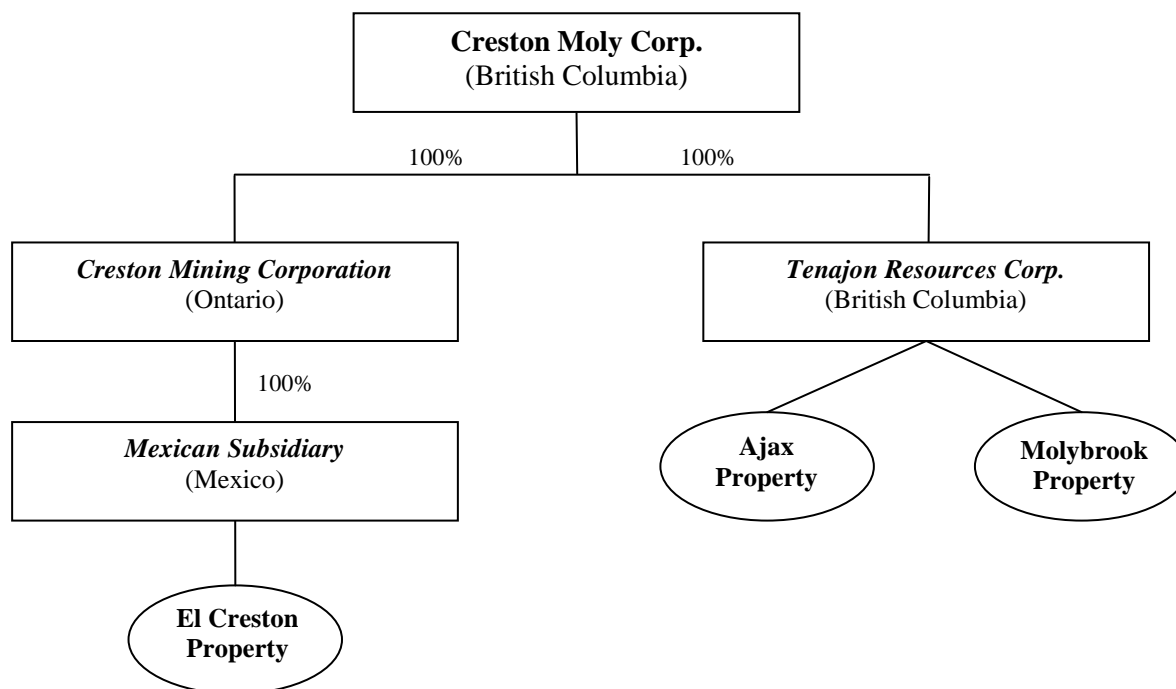 Creston Moly Corp.
(British Columbia)
100%
100%
Creston Mining Corporation
(Ontario)
Tenajon Resources Corp.
(British Columbia)
100%
Mexican Subsidiary
(Mexico)
Ajax
Property
Molybrook
Property
El Creston
Property